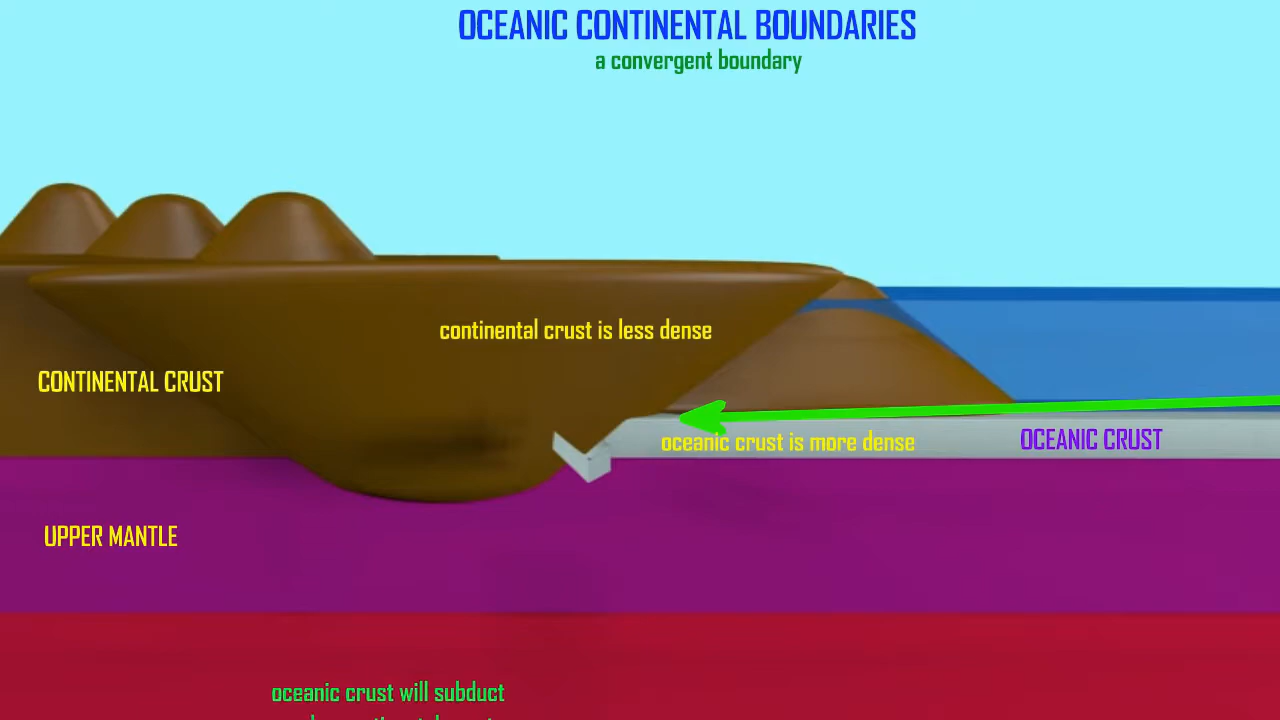 OCEANIC CONTINENTAL BOUNDARIES
a convergent boundary
continental crust is less dense
CONTINENTAL CRUST
oceanic crust is more dense
OCEANIC CRUST
UPPER MANTLE
oceanic crust will subduct